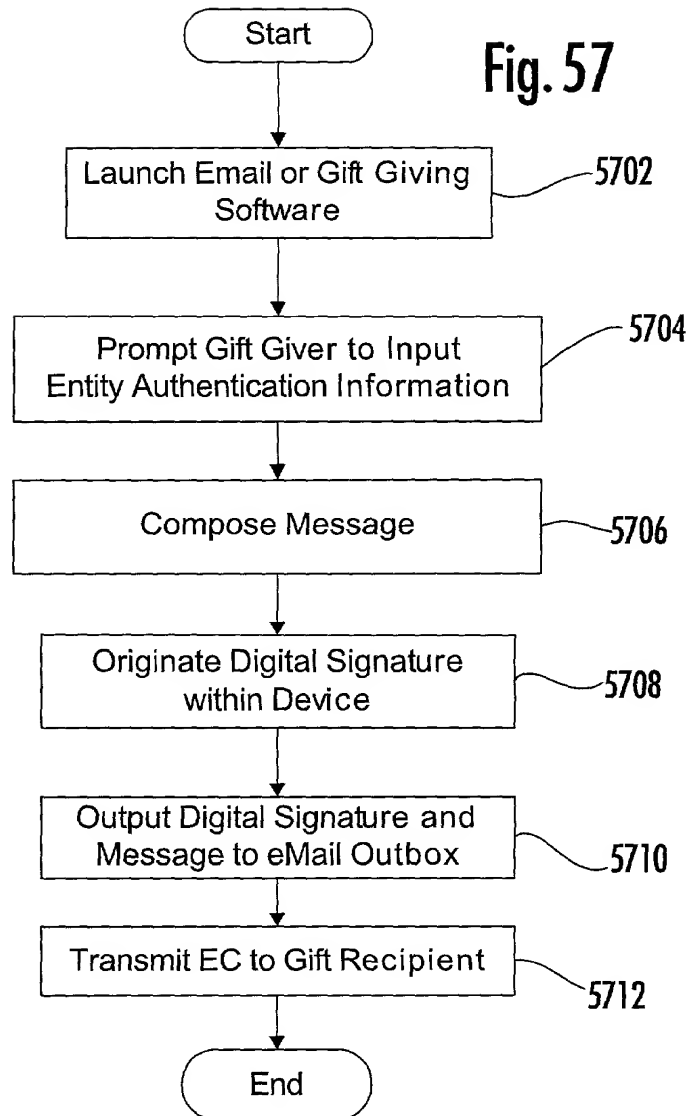 Start
Fig. 57
Launch Email or Gift Giving
Software
5702
Prompt Gift Giver to Input
Entity Authentication Information
5704
Compose Message
5706
Originate Digital Signature
within Device
5708
Output Digital Signature and
Message to eMail Outbox
5710
Transmit EC to Gift Recipient
5712
End